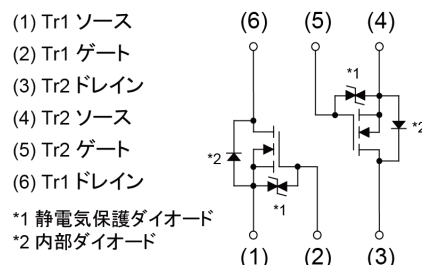 (1) Tr1 ソース
(2) Tr1 ゲート
(3) Tr2 ドレイン
(4) Tr2 ソース
(5) Tr2 ゲート
(6) Tr1 ドレイン
*1 静電気保護ダイオード
*2 内部ダイオード
(6) (5) (4)
*1
*2
*2
*1
(1) (2) (3)